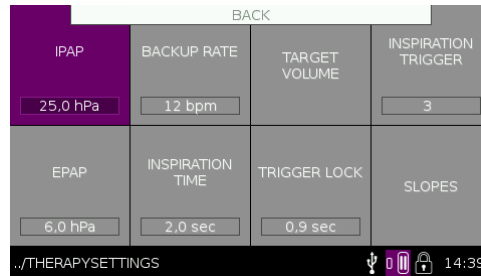 BACK
IPAP
25,0 hPa
BACKUP RATE
12 bpm
TARGET
VOLUME
INSPIRATION
TRIGGER
3
EPAP
6,0 hPa
INSPIRATION
TIME
2,0 sec
TRIGGER LOCK
0,9 sec
SLOPES
../THERAPYSETTINGS
0
14:39